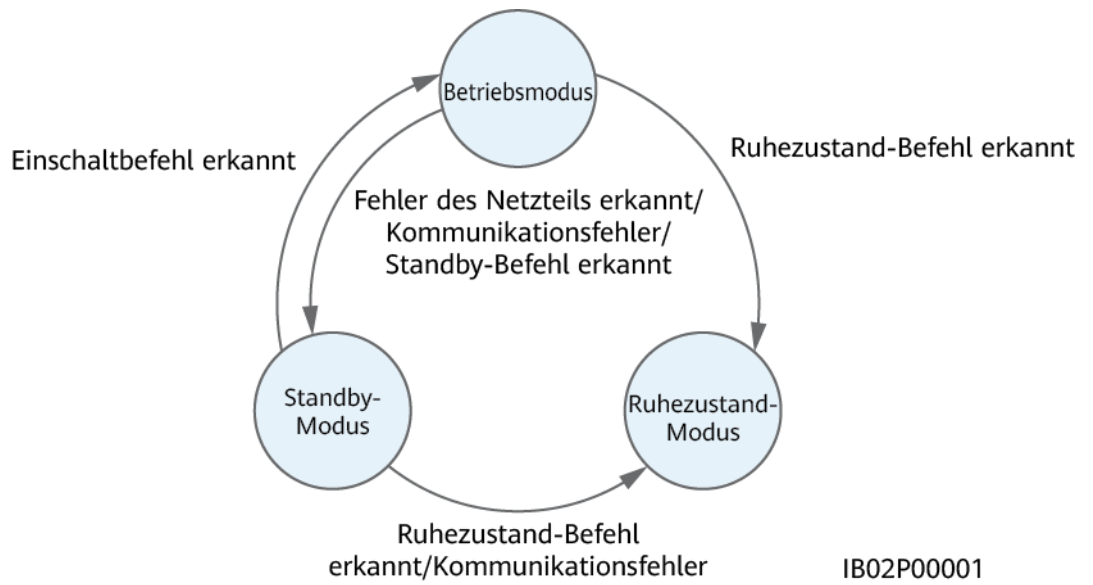 Betriebsmodus
Einschaltbefehl erkannt
Ruhezustand-Befehl erkannt
Fehler des Netzteils erkannt/
Kommunikationsfehler/
Standby-Befehl erkannt
Standby-
Modus
Ruhezustand-
Modus
Ruhezustand-Befehl
erkannt/Kommunikationsfehler
IB02P00001